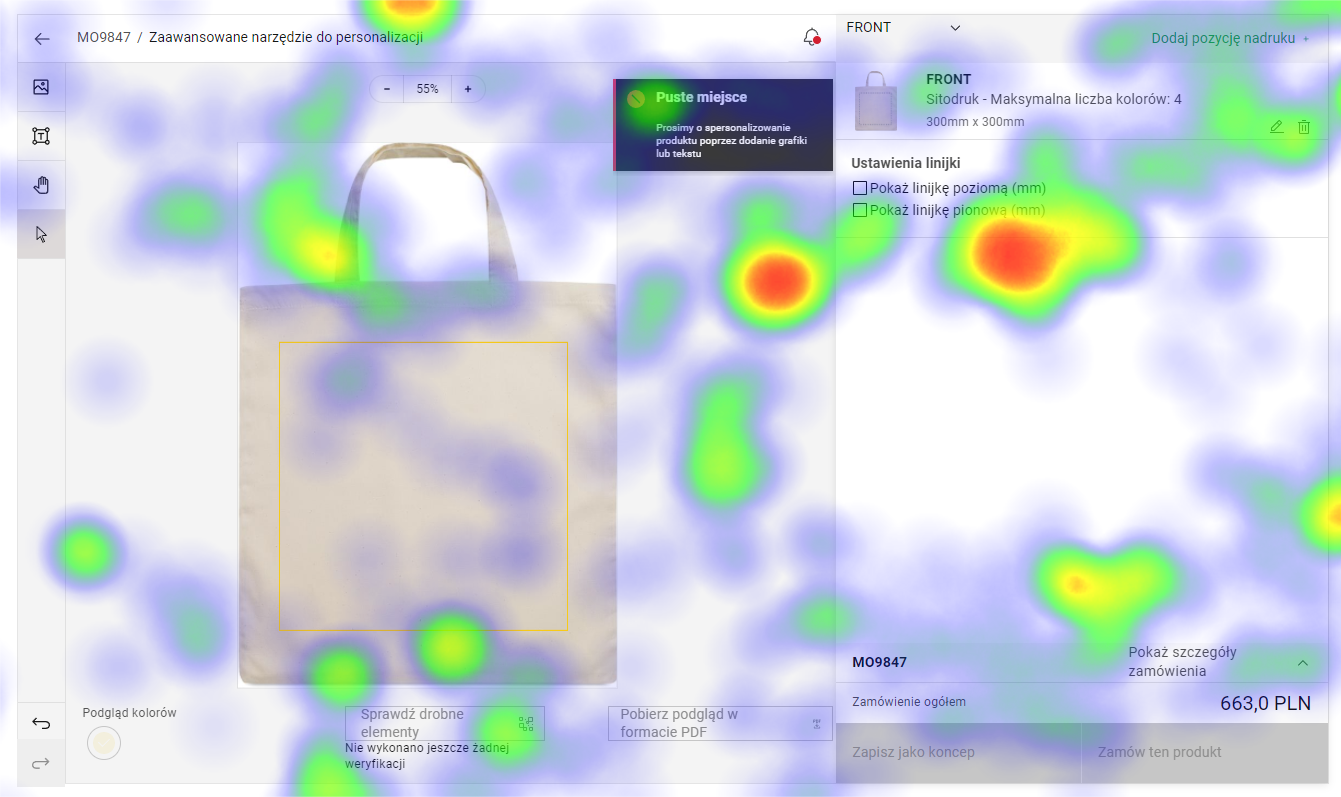 MO9847 / Zaawansowane narzędzie do personalizacji
FRONT
Dodaj pozycję nadruku +
55%
Puste miejsce
Prosimy o spersonalizowanie
produktu poprzez dodanie grafiki
lub tekstu
FRONT
Sitodruk - Maksymalna liczba kolorów: 4
300mm x 300mm
Ustawienia linijki
Pokaż linijkę poziomą (mm)
Pokaż linijkę pionową (mm)
MO9847
Pokaż szczegóły
zamówienia
Zamówienie ogółem
663,0 PLN
Podgląd kolorów
Sprawdź drobne
elementy
Nie wykonano jeszcze żadnej
weryfikacji
Pobierz podgląd w
formacie PDF
Zapisz jako koncep
Zamów ten produkt